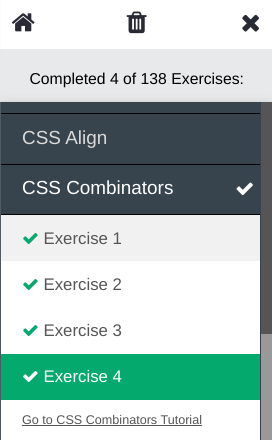 Completed 4 of 138 Exercises:
CSS Align
CSS Combinators
Exercise 1
Exercise 2
Exercise 3
Exercise 4
Go to CSS Combinators Tutorial